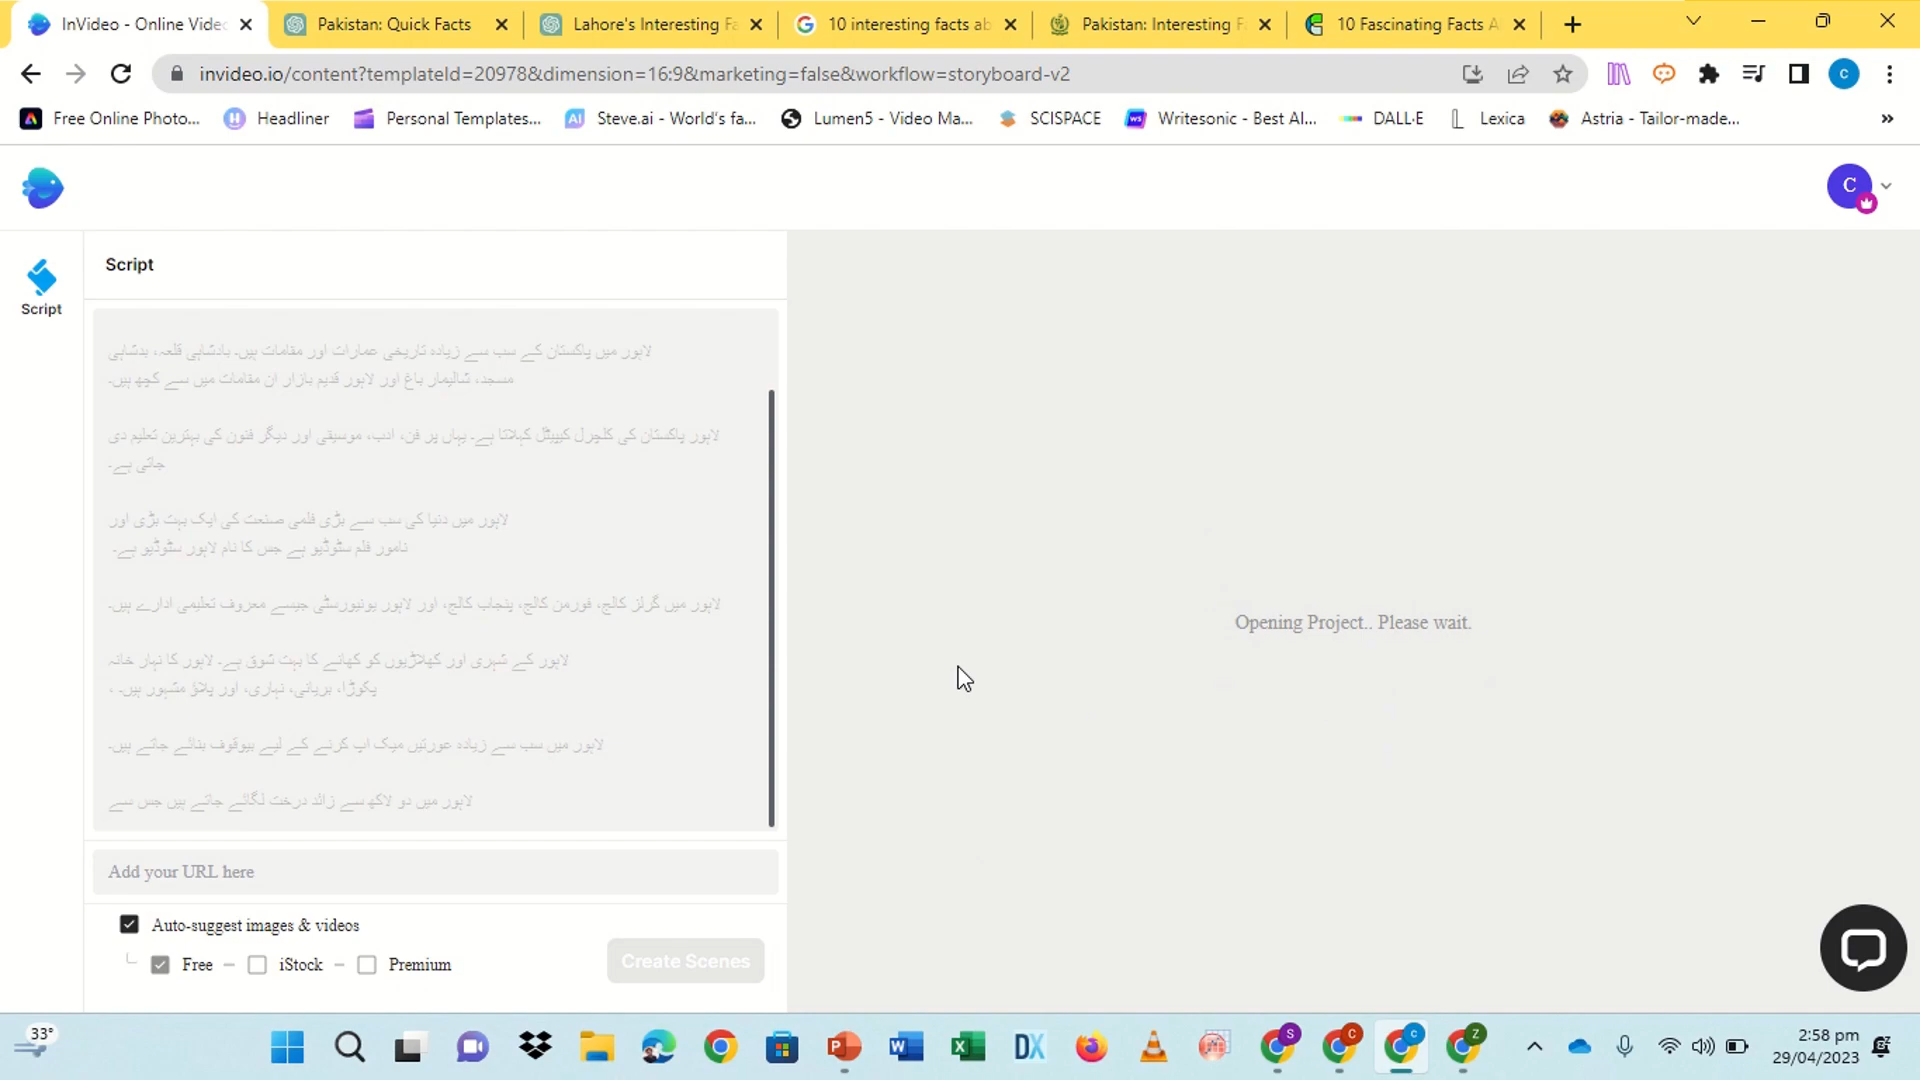 InVideo - Online Video
Pakistan: Quick Facts
Lahore's Interesting Fa
10 interesting facts ab
Pakistan: Interesting F
10 Fascinating Facts A
invideo.io/content?templateId=20978&dimension=16:9&marketing=false&workflow=storyboard-v2
Free Online Photo...
Headliner
Personal Templates...
Steve.ai - World's fa...
Lumen5 - Video Ma...
SCISPACE
Writesonic - Best AI...
DALL·E
Lexica
Astria - Tailor-made...
C
Script
Script
لاہور میں پاکستان کے سب سے زیادہ تاریخی عمارات اور مقامات ہیں۔ بادشاہی قلعہ، بدشاہی
مسجد، شالیمار باغ اور لاہور قدیم بازار ان مقامات میں سے کچھ ہیں۔
لاہور پاکستان کی کلچرل کیپیٹل کہلاتا ہے۔ یہاں پر فن، ادب، موسیقی اور دیگر فنون کی بہترین تعلیم دی
جاتی ہے۔
لاہور میں دنیا کی سب سے بڑی فلمی صنعت کی ایک بہت بڑی اور
نامور فلم سٹوڈیو ہے جس کا نام لاہور سٹوڈیو ہے۔
لاہور میں گرلز کالج، فورمن کالج، پنجاب کالج، اور لاہور یونیورسٹی جیسے معروف تعلیمی ادارے ہیں۔
لاہور کے شہری اور کھلاڑیوں کو کھانے کا بہت شوق ہے۔ لاہور کا نہار خانہ
پکوڑا، بریانی، نہاری، اور پلاؤ مشہور ہیں۔ ،
لاہور میں سب سے زیادہ عورتیں میک اپ کرنے کے لیے بیوقوف بنائے جاتے ہیں۔
لاہور میں دو لاکھ سے زائد درخت لگائے جاتے ہیں جس سے
Opening Project.. Please wait.
Add your URL here
Auto-suggest images & videos
Free
iStock
Premium
Create Scenes
33°
2:58 pm
29/04/2023